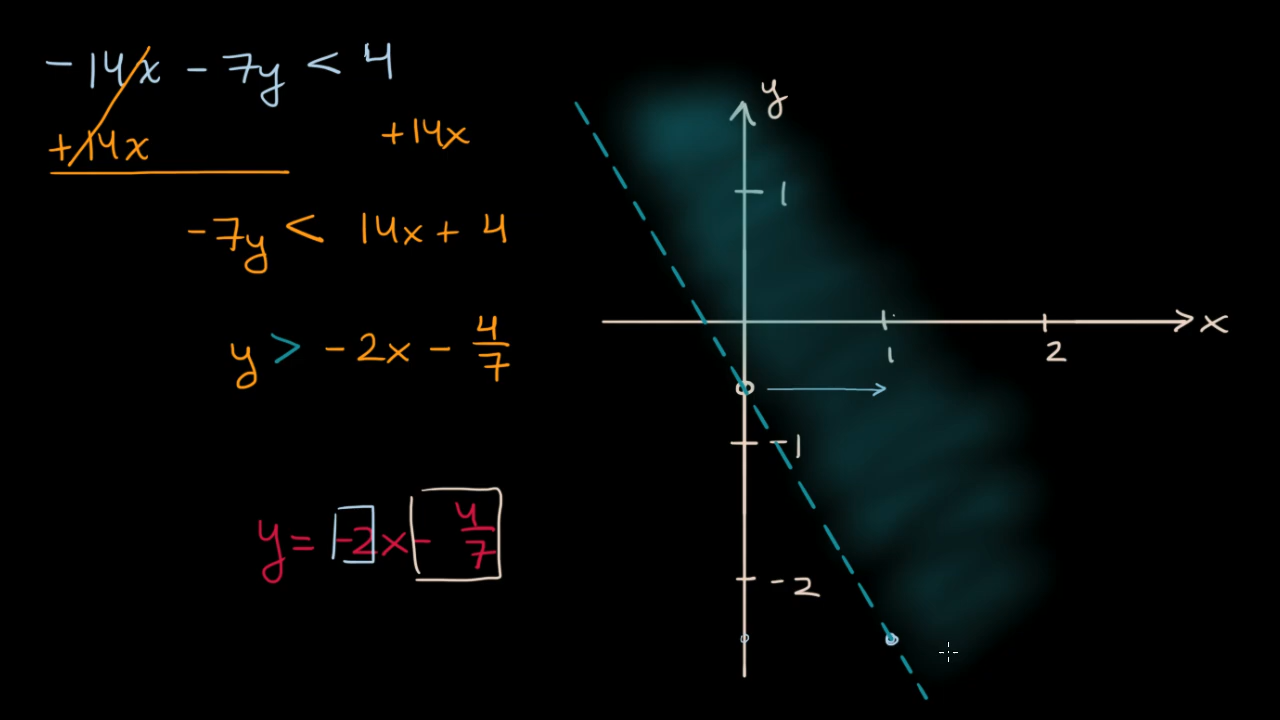 -14x - 7y < 4
+14x +14x
-7y < 14x + 4
y > -2x - 4/7
y = -2x - 4/7
y
1
x
1
2
-1
-2